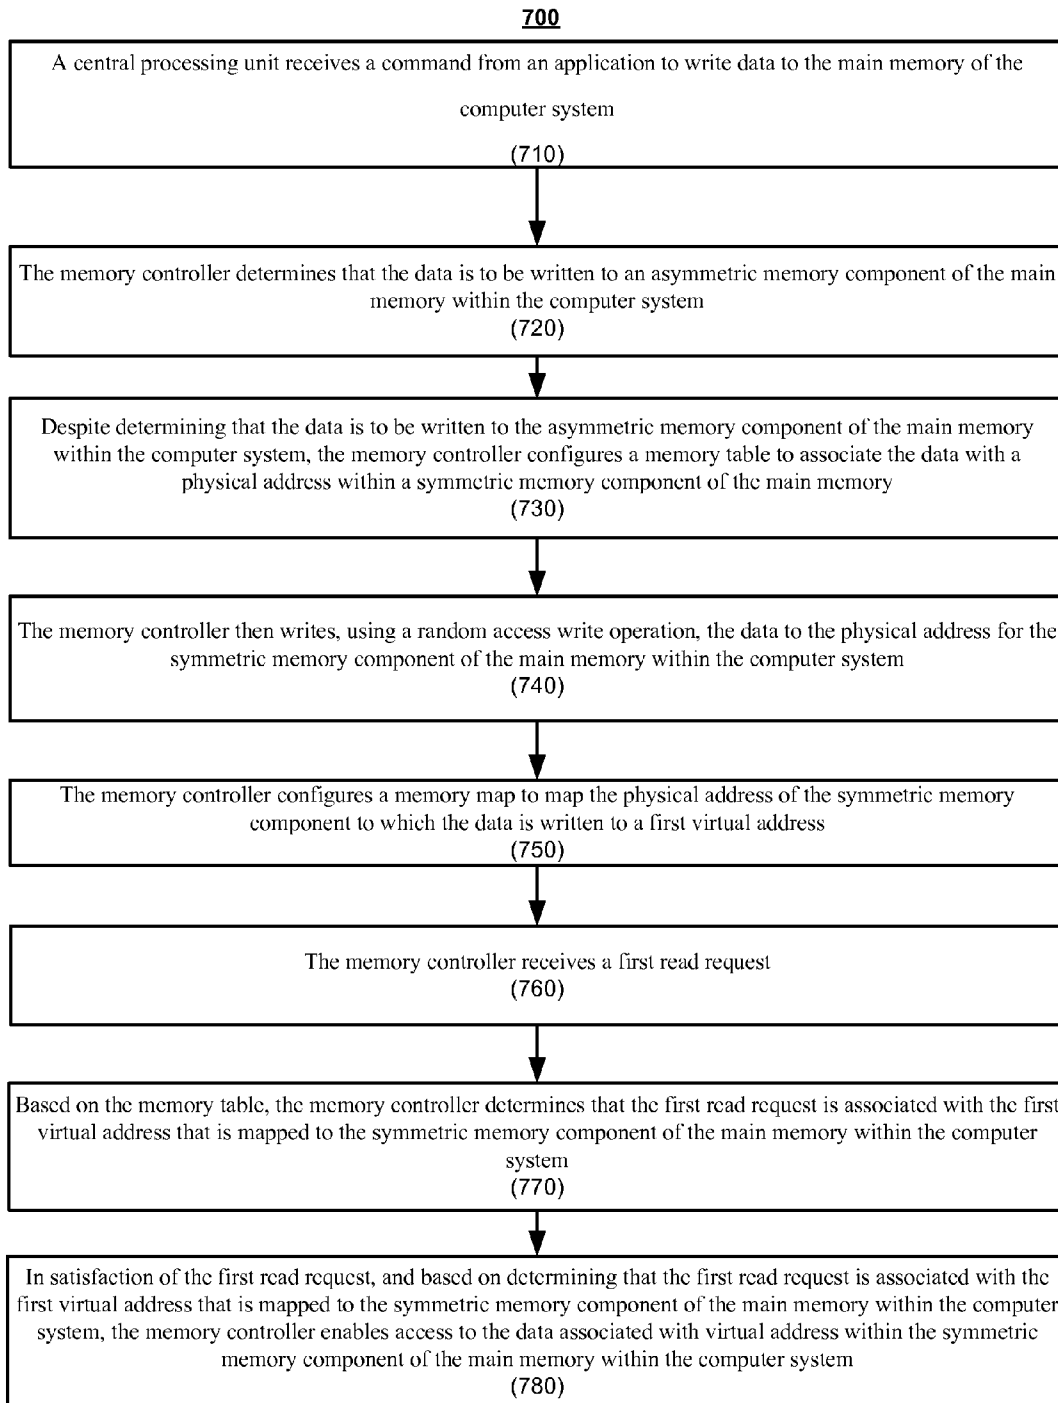 700
A central processing unit receives a command from an application to write data to the main memory of the
computer system
(710)
The memory controller determines that the data is to be written to an asymmetric memory component of the main
memory within the computer system
(720)
Despite determining that the data is to be written to the asymmetric memory component of the main memory
within the computer system, the memory controller configures a memory table to associate the data with a
physical address within a symmetric memory component of the main memory
(730)
The memory controller then writes, using a random access write operation, the data to the physical address for the
symmetric memory component of the main memory within the computer system
(740)
The memory controller configures a memory map to map the physical address of the symmetric memory
component to which the data is written to a first virtual address
(750)
The memory controller receives a first read request
(760)
Based on the memory table, the memory controller determines that the first read request is associated with the first
virtual address that is mapped to the symmetric memory component of the main memory within the computer
system
(770)
In satisfaction of the first read request, and based on determining that the first read request is associated with the
first virtual address that is mapped to the symmetric memory component of the main memory within the computer
system, the memory controller enables access to the data associated with virtual address within the symmetric
memory component of the main memory within the computer system
(780)